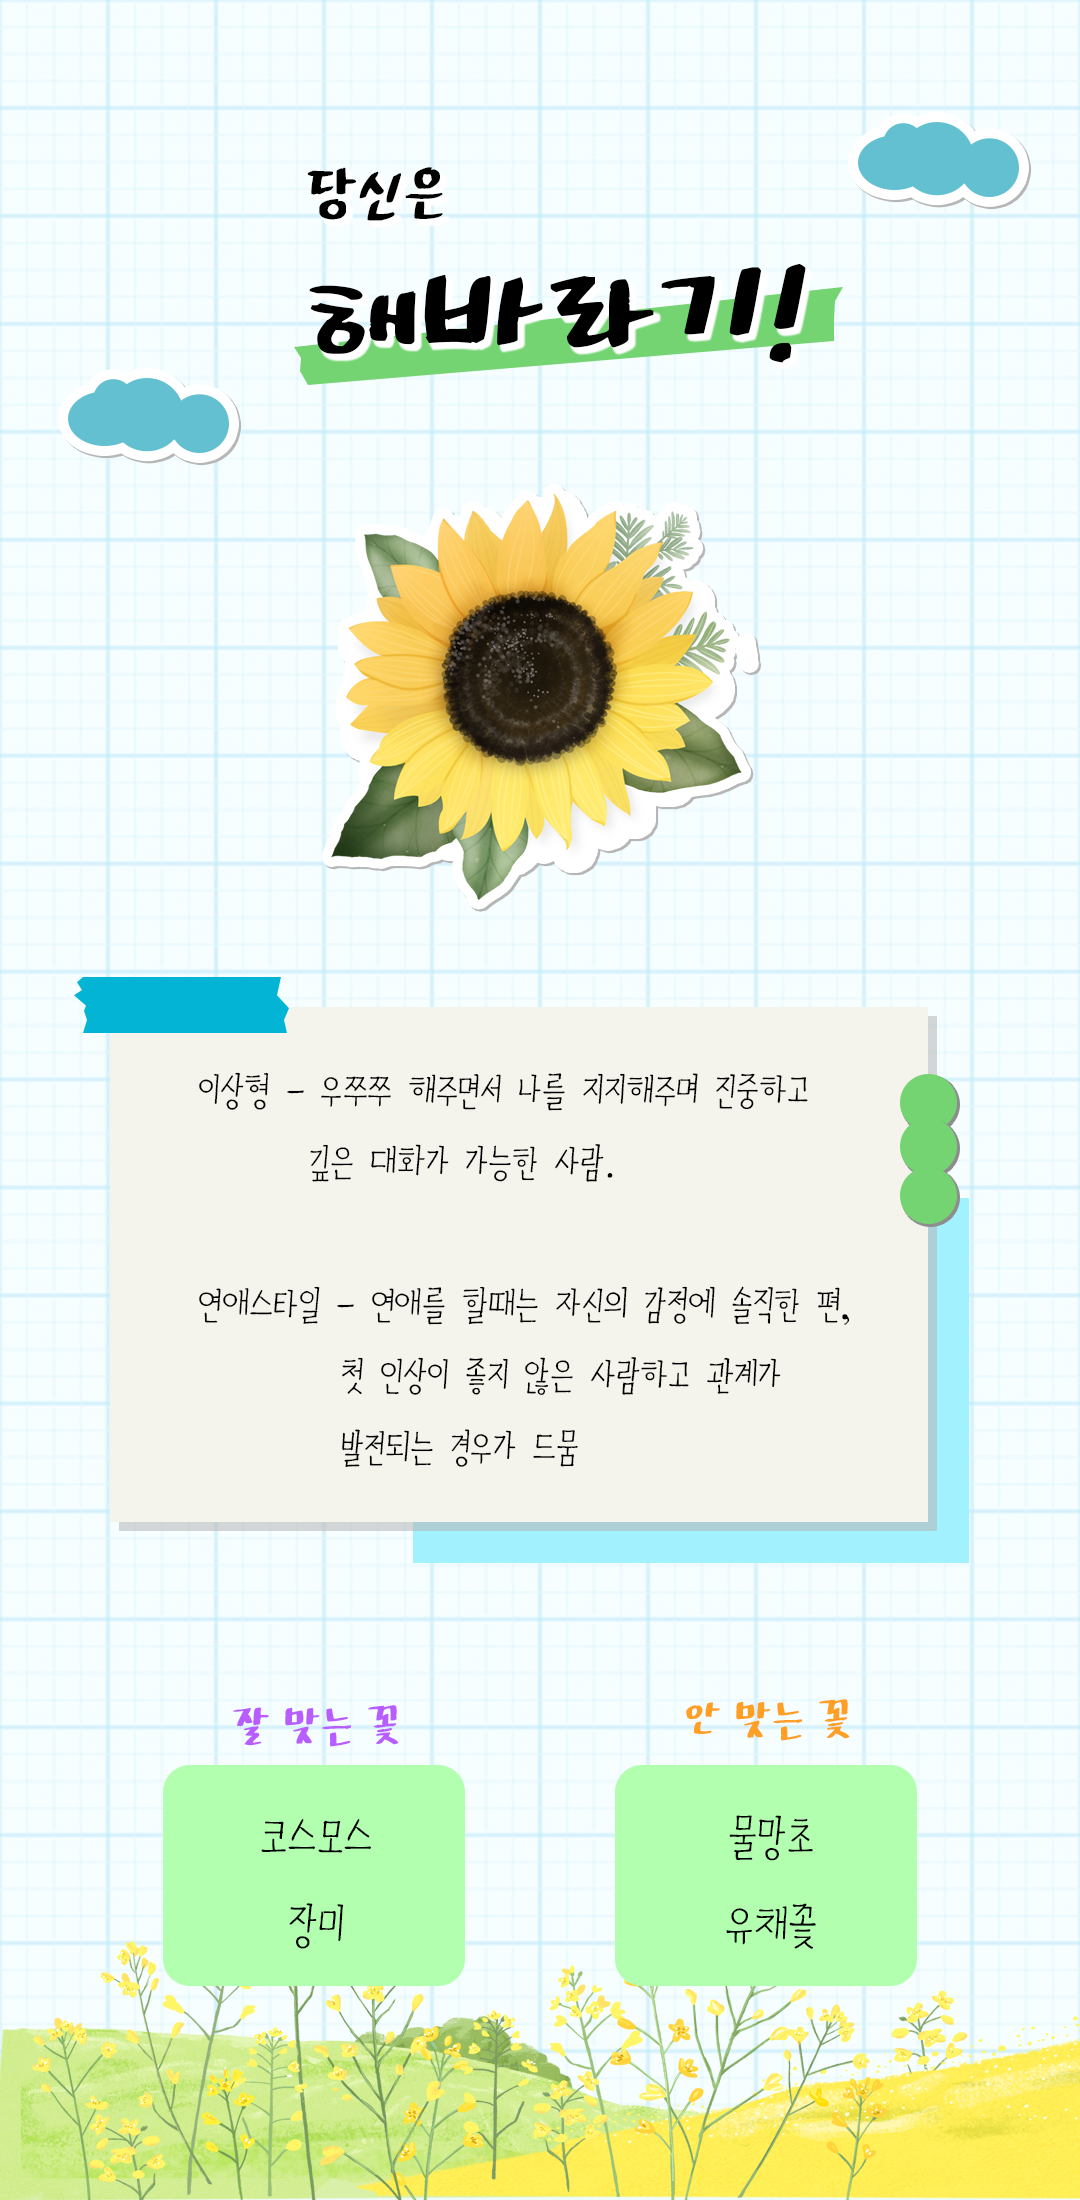 당신은
해바라기!
이상형 - 우쭈쭈 해주면서 나를 지지해주며 진중하고
깊은 대화가 가능한 사람.
연애스타일 - 연애를 할때는 자신의 감정에 솔직한 편,
첫 인상이 좋지 않은 사람하고 관계가
발전되는 경우가 드뭄
잘 맞는 꽃
안 맞는 꽃
코스모스
장미
물망초
유채꽃